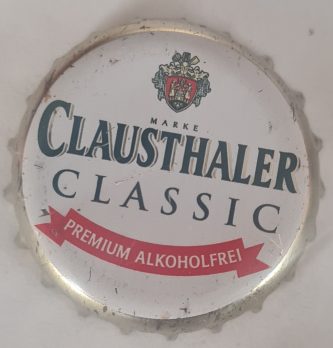 MARKE
CLAUSTHALER
CLASSIC
PREMIUM ALKOHOLFREI